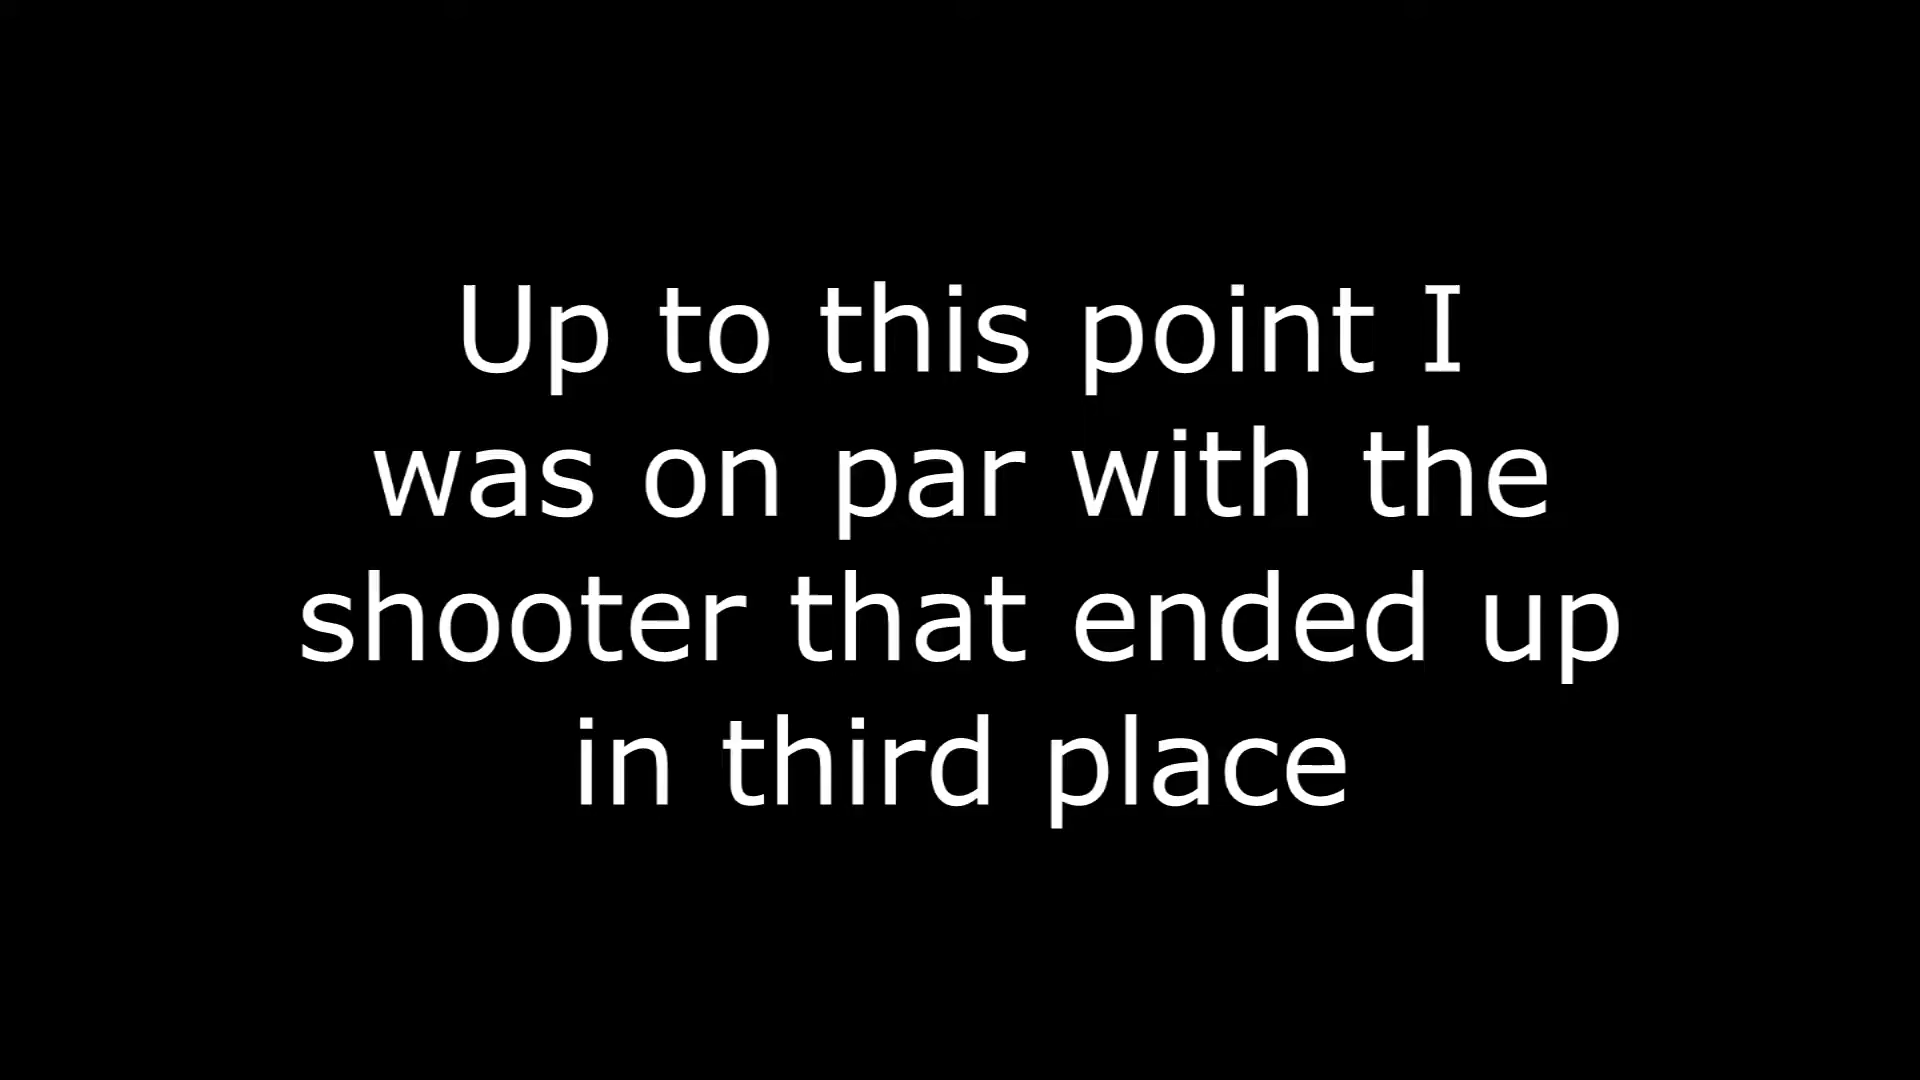 Up to this point I
was on par with the
shooter that ended up
in third place